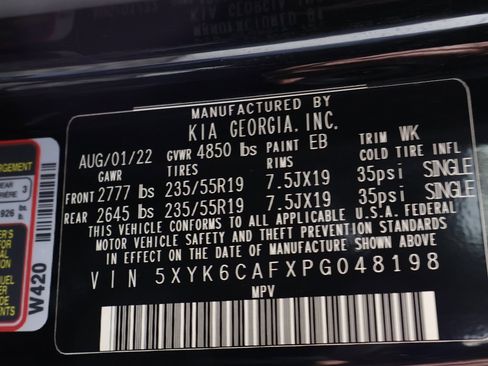 MANUFACTURED BY
KIA GEORGIA, INC.
AUG/01/22 GVWR 4850 lbs PAINT EB TRIM WK
GAWR TIRES RIMS COLD TIRE INFL
FRONT 2777 lbs 235/55R19 7.5JX19 35psi SINGLE
REAR 2645 lbs 235/55R19 7.5JX19 35psi SINGLE
THIS VEHICLE CONFORMS TO ALL APPLICABLE U.S.A. FEDERAL
MOTOR VEHICLE SAFETY AND THEFT PREVENTION STANDARDS
IN EFFECT ON THE DATE OF MANUFACTURE SHOWN ABOVE.
VIN 5XYK6CAFXPG048198
MPV
W420
3
926 lbs